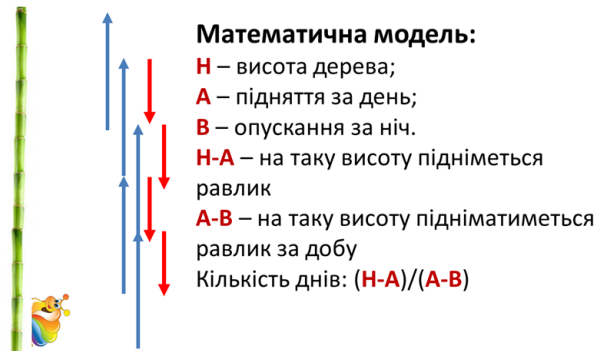 Математична модель:
Н – висота дерева;
А – підняття за день;
В – опускання за ніч.
Н-А – на таку висоту підніметься
равлик
А-В – на таку висоту підніматиметься
равлик за добу
Кількість днів: (Н-А)/(А-В)